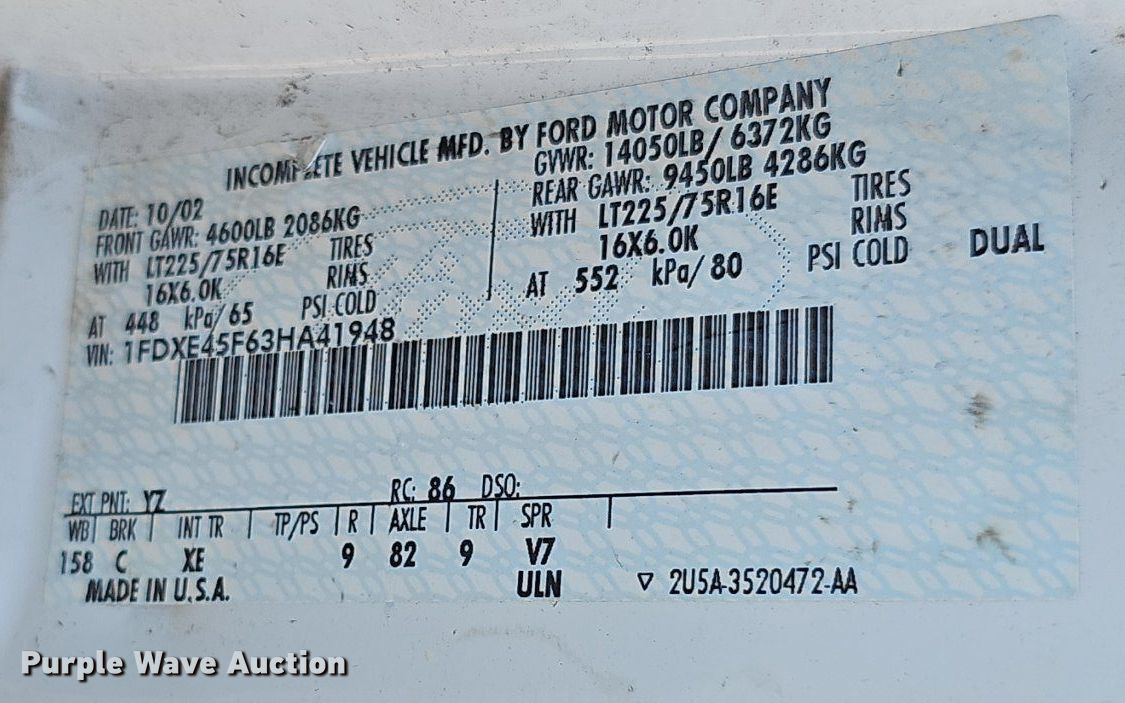 INCOMPLETE VEHICLE MFD. BY FORD MOTOR COMPANY
DATE: 10/02
FRONT GAWR: 4600LB 2086KG
WITH LT225/75R16E TIRES
16X6.0K RIMS
AT 448 kPa/65 PSI COLD
GVWR: 14050LB/ 6372KG
REAR GAWR: 9450LB 4286KG
WITH LT225/75R16E TIRES
16X6.0K RIMS
AT 552 kPa/ 80 PSI COLD DUAL
VIN: 1FDXE45F63HA41948
EXT PNT: YZ RC: 86 DSO:
WB BRK INT TR TP/PS R AXLE TR SPR
158 C XE 9 82 9 V7
MADE IN U.S.A. ULN 2U5A-3520472-AA
Purple Wave Auction